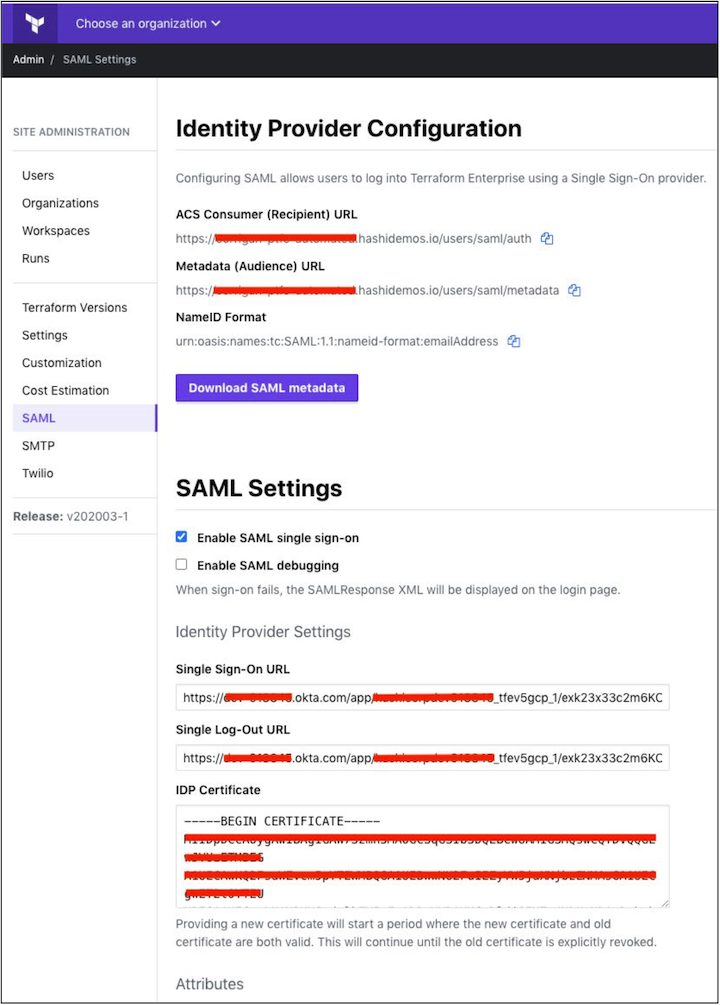 Choose an organization
Admin / SAML Settings
SITE ADMINISTRATION
Users
Organizations
Workspaces
Runs
Terraform Versions
Settings
Customization
Cost Estimation
SAML
SMTP
Twilio
Release: v202003-1
Identity Provider Configuration
Configuring SAML allows users to log into Terraform Enterprise using a Single Sign-On provider.
ACS Consumer (Recipient) URL
https:// .hashidemos.io/users/saml/auth
Metadata (Audience) URL
https:// .hashidemos.io/users/saml/metadata
NameID Format
urn:oasis:names:tc:SAML:1.1:nameid-format:emailAddress
Download SAML metadata
SAML Settings
Enable SAML single sign-on
Enable SAML debugging
When sign-on fails, the SAMLResponse XML will be displayed on the login page.
Identity Provider Settings
Single Sign-On URL
https:// .okta.com/app/ _tfev5gcp_1/exk23x33c2m6KC
Single Log-Out URL
https:// .okta.com/app/ _tfev5gcp_1/exk23x33c2m6KC
IDP Certificate
-----BEGIN CERTIFICATE-----
Providing a new certificate will start a period where the new certificate and old
certificate are both valid. This will continue until the old certificate is explicitly revoked.
Attributes